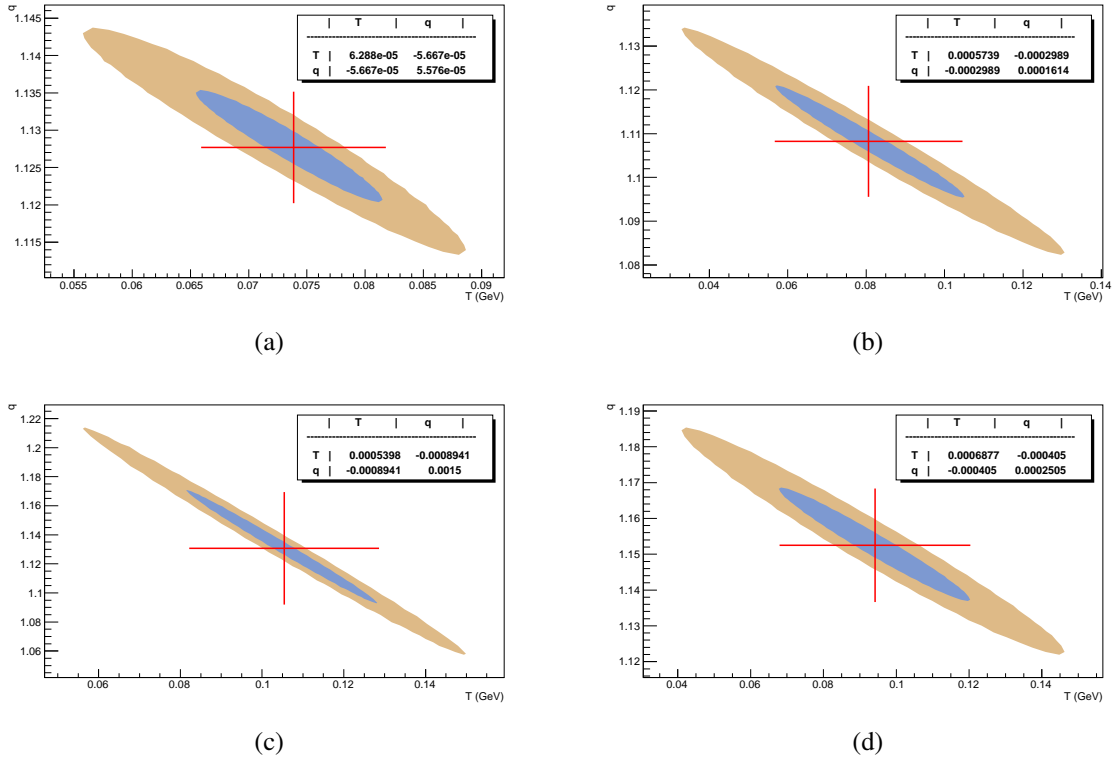 q
1.145
1.14
1.135
1.13
1.125
1.12
1.115
0.055 0.06 0.065 0.07 0.075 0.08 0.085 0.09
T (GeV)
| T | q |
T | 6.288e-05 -5.667e-05
q | -5.667e-05 5.576e-05
(a)
q
1.13
1.12
1.11
1.1
1.09
1.08
0.04 0.06 0.08 0.1 0.12 0.14
T (GeV)
| T | q |
T | 0.0005739 -0.0002989
q | -0.0002989 0.0001614
(b)
q
1.22
1.2
1.18
1.16
1.14
1.12
1.1
1.08
1.06
0.06 0.08 0.1 0.12 0.14
T (GeV)
| T | q |
T | 0.0005398 -0.0008941
q | -0.0008941 0.0015
(c)
q
1.19
1.18
1.17
1.16
1.15
1.14
1.13
1.12
0.04 0.06 0.08 0.1 0.12 0.14
T (GeV)
| T | q |
T | 0.0006877 -0.000405
q | -0.000405 0.0002505
(d)